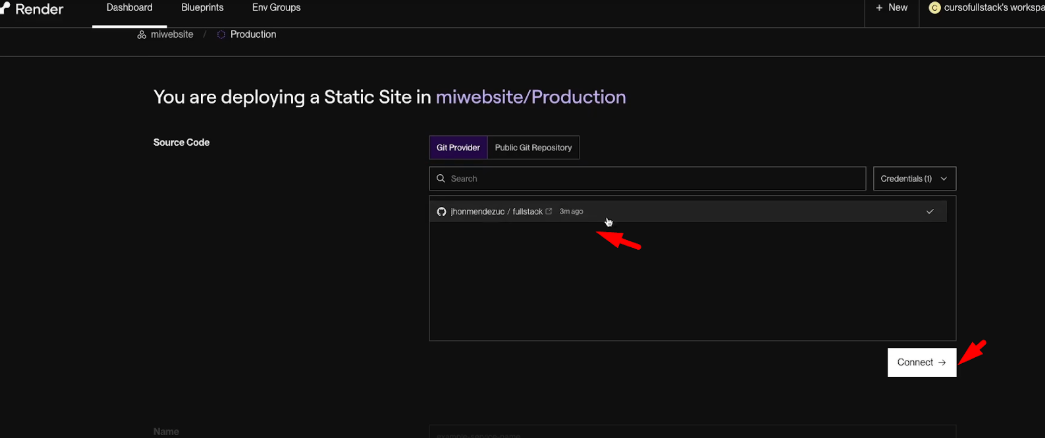 Render Dashboard Blueprints Env Groups + New C cursofullstack's workspa
miwebsite / Production
You are deploying a Static Site in miwebsite/Production
Source Code
Git Provider Public Git Repository
Search Credentials (1)
jhonmendezuc / fullstack 3m ago
Connect →
Name